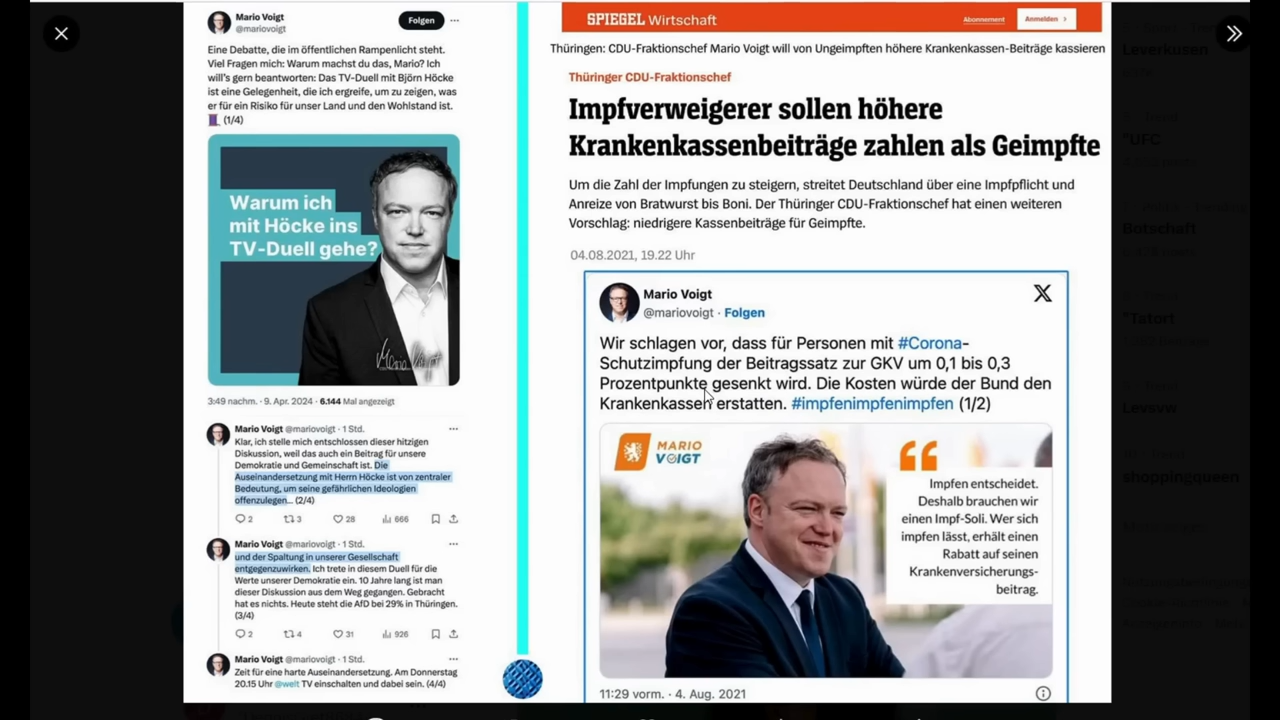 Mario Voigt
@mariovoigt
Folgen
Eine Debatte, die im öffentlichen Rampenlicht steht.
Viel Fragen mich: Warum machst du das, Mario? Ich
will's gern beantworten: Das TV-Duell mit Björn Höcke
ist eine Gelegenheit, die ich ergreife, um zu zeigen, was
er für ein Risiko für unser Land und den Wohlstand ist.
(1/4)
Warum ich
mit Höcke ins
TV-Duell gehe?
Mario Voigt
3:49 nachm. · 9. Apr. 2024 · 6.144 Mal angezeigt
Mario Voigt @mariovoigt · 1 Std.
Klar, ich stelle mich entschlossen dieser hitzigen
Diskussion, weil das auch ein Beitrag für unsere
Demokratie und Gemeinschaft ist. Die
Auseinandersetzung mit Herrn Höcke ist von zentraler
Bedeutung, um seine gefährlichen Ideologien
offenzulegen... (2/4)
2 3 28 666
Mario Voigt @mariovoigt · 1 Std.
und der Spaltung in unserer Gesellschaft
entgegenzuwirken. Ich trete in diesem Duell für die
Werte unserer Demokratie ein. 10 Jahre lang ist man
dieser Discussion aus dem Weg gegangen. Gebracht
hat es nichts. Heute steht die AfD bei 29% in Thüringen.
(3/4)
2 4 31 926
Mario Voigt @mariovoigt · 1 Std.
Zeit für eine harte Auseinandersetzung. Am Donnerstag
20.15 Uhr @welt TV einschalten und dabei sein. (4/4)
SPIEGEL Wirtschaft
Abonnement
Anmelden >
Thüringen: CDU-Fraktionschef Mario Voigt will von Ungeimpften höhere Krankenkassen-Beiträge kassieren
Thüringer CDU-Fraktionschef
Impfverweigerer sollen höhere
Krankenkassenbeiträge zahlen als Geimpfte
Um die Zahl der Impfungen zu steigern, streitet Deutschland über eine Impfpflicht und
Anreize von Bratwurst bis Boni. Der Thüringer CDU-Fraktionschef hat einen weiteren
Vorschlag: niedrigere Kassenbeiträge für Geimpfte.
04.08.2021, 19.22 Uhr
Mario Voigt
@mariovoigt · Folgen
Wir schlagen vor, dass für Personen mit #Corona-
Schutzimpfung der Beitragssatz zur GKV um 0,1 bis 0,3
Prozentpunkte gesenkt wird. Die Kosten würde der Bund den
Krankenkassen erstatten. #impfenimpfenimpfen (1/2)
MARIO
VOIGT
Impfen entscheidet.
Deshalb brauchen wir
einen Impf-Soli. Wer sich
impfen lässt, erhält einen
Rabatt auf seinen
Krankenversicherungs-
beitrag.
11:29 vorm. · 4. Aug. 2021
Leverkusen
"UFC
Botschaft
"Tatort
shoppingqueen